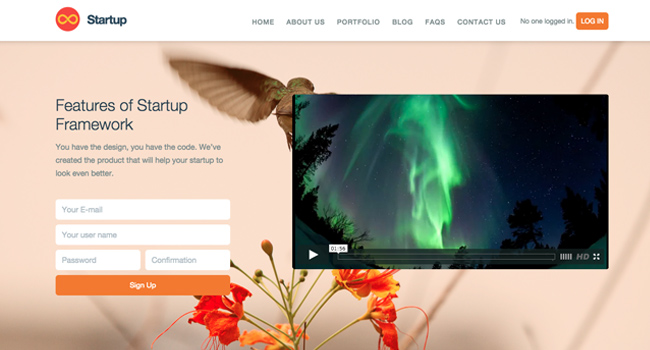 Startup
HOME ABOUT US PORTFOLIO BLOG FAQS CONTACT US No one logged in. LOG IN
Features of Startup
Framework
You have the design, you have the code. We've
created the product that will help your startup to
look even better.
Your E-mail
Your user name
Password Confirmation
Sign Up
01:56
HD